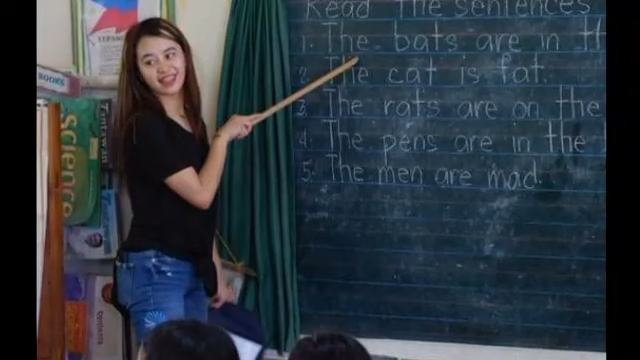 Read The sentences
1. The bats are in
2. The cat is fat.
3. The rats are on the
4. The pens are in the
5. The men are mad.
BOOKS
science